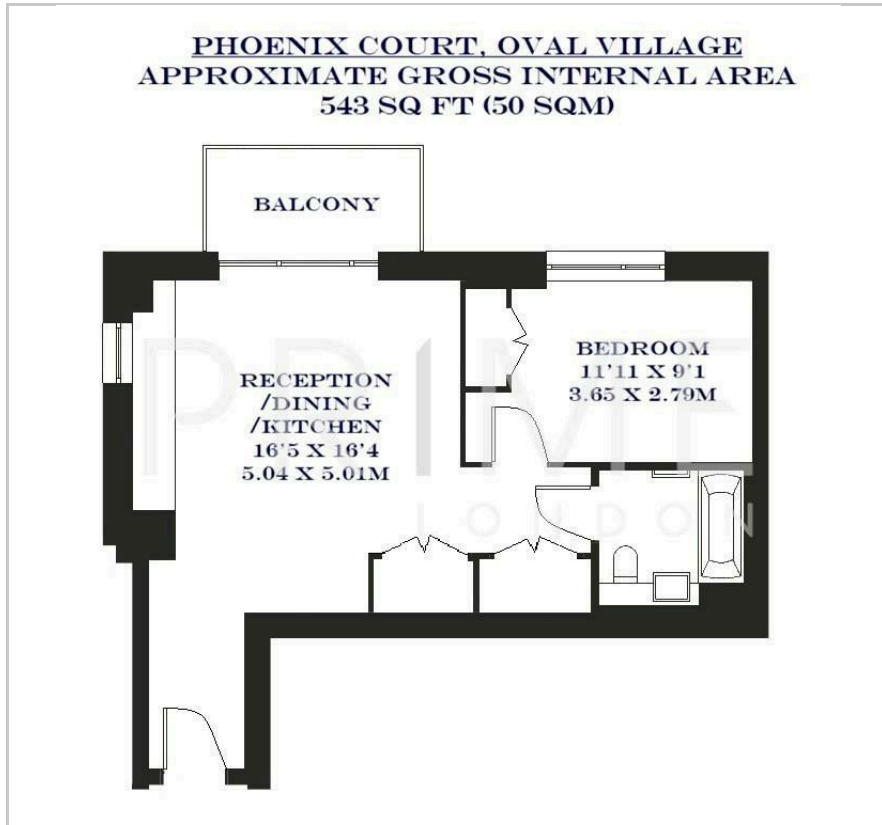 PHOENIX COURT, OVAL VILLAGE
APPROXIMATE GROSS INTERNAL AREA
543 SQ FT (50 SQM)
BALCONY
BEDROOM
11'11 X 9'1
3.65 X 2.79M
RECEPTION
/DINING
/KITCHEN
16'5 X 16'4
5.04 X 5.01M
PRIME
LONDON